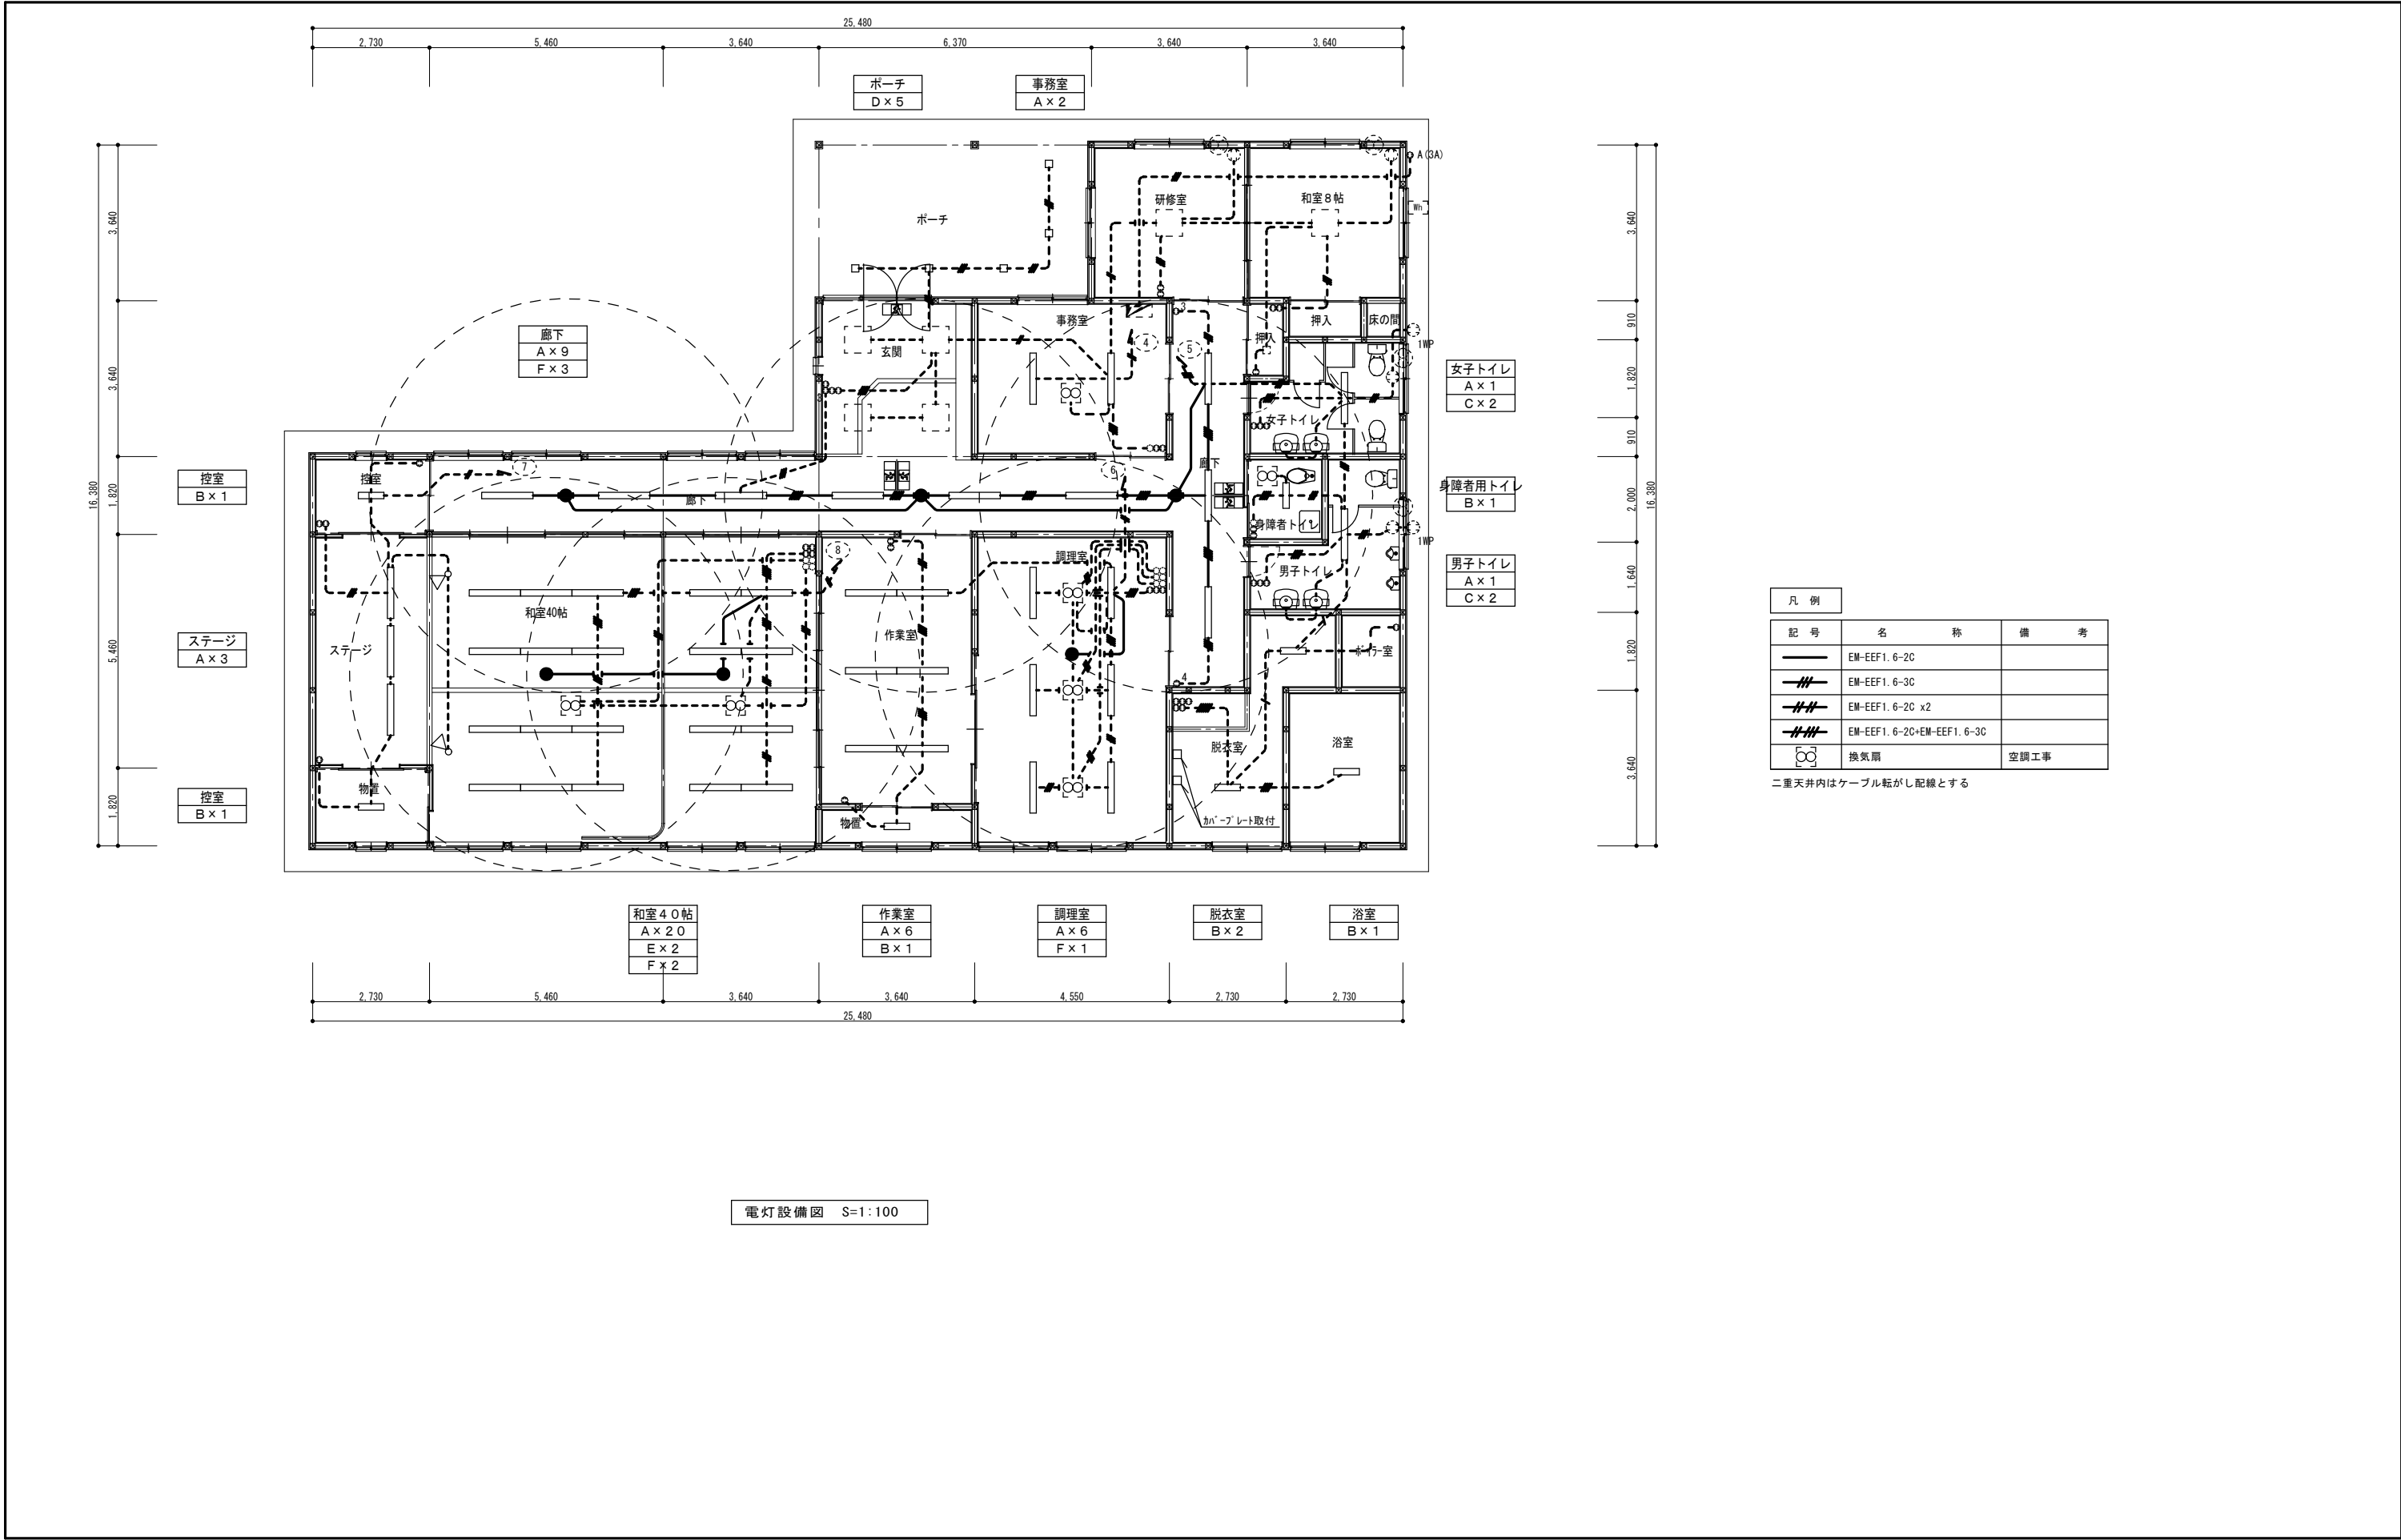 25,480
2,730
5,460
3,640
6,370
3,640
3,640
ポーチ
D×5
事務室
A×2
16,380
3,640
3,640
1,820
5,460
1,820
3,640
910
1,820
910
2,000
1,640
1,820
3,640
16,380
A(3A)
Wh
研修室
和室8帖
ポーチ
廊下
A×9
F×3
玄関
事務室
3
4
5
押入
押入
床の間
1WP
女子トイレ
A×1
C×2
3
女子トイレ
控室
B×1
控室
7
廊下
6
廊下
身障者トイレ
身障者用トイレ
B×1
1WP
8
調理室
男子トイレ
男子トイレ
A×1
C×2
ステージ
A×3
ステージ
和室40帖
作業室
ボイラー室
4
脱衣室
浴室
控室
B×1
物置
物置
カバープレート取付
和室40帖
A×20
E×2
F×2
作業室
A×6
B×1
調理室
A×6
F×1
脱衣室
B×2
浴室
B×1
2,730
5,460
3,640
3,640
4,550
2,730
2,730
25,480
凡 例
記 号 名 称 備 考
EM-EEF1.6-2C
EM-EEF1.6-3C
EM-EEF1.6-2C x2
EM-EEF1.6-2C+EM-EEF1.6-3C
換気扇 空調工事
二重天井内はケーブル転がし配線とする
電灯設備図 S=1:100